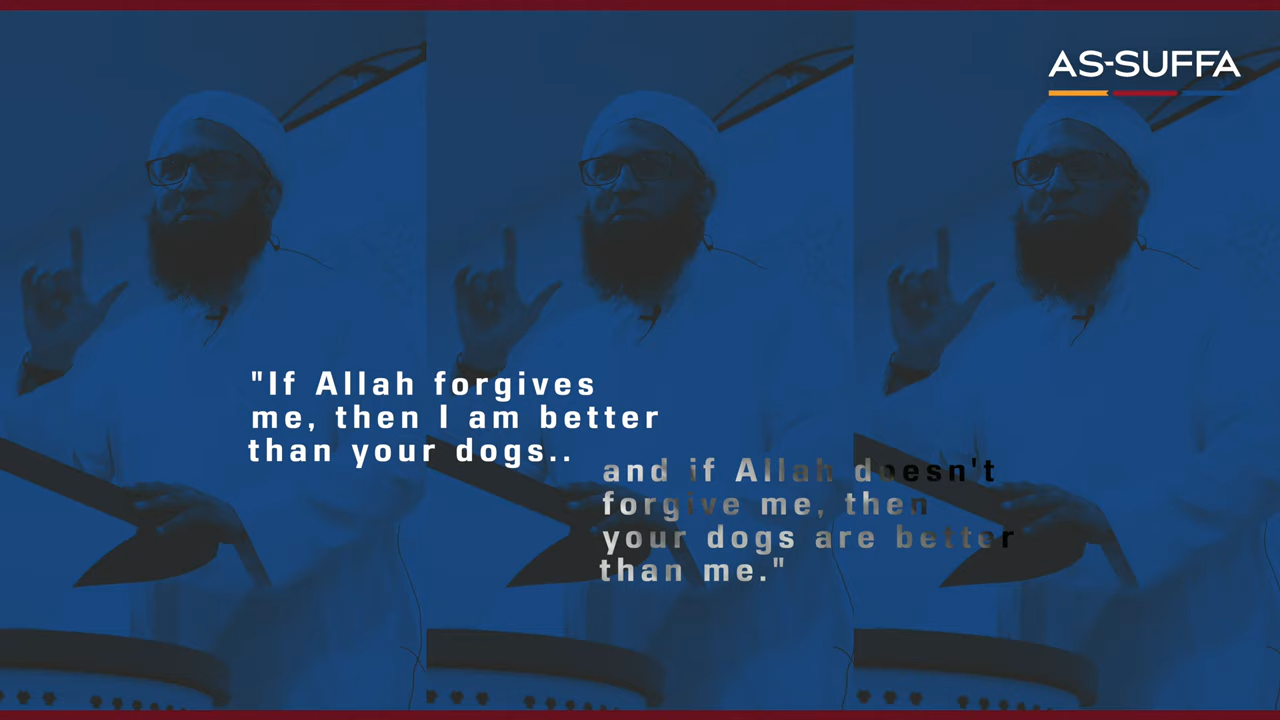 AS-SUFFA
"If Allah forgives
me, then I am better
than your dogs..
and if Allah doesn't
forgive me, then
your dogs are better
than me."